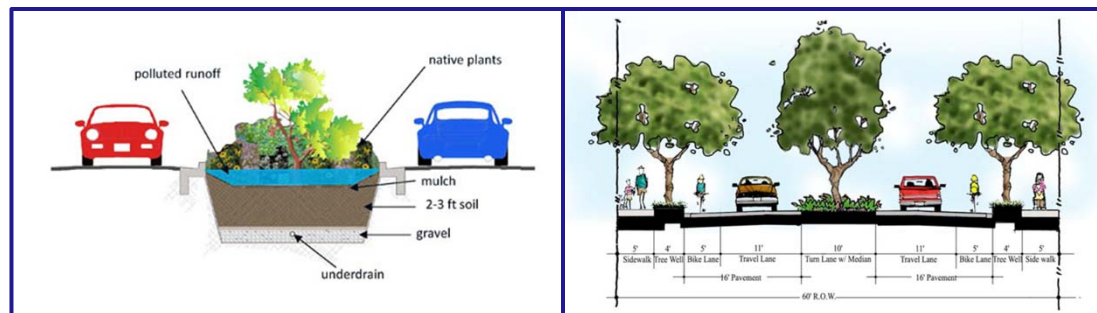 polluted runoff
native plants
mulch
2-3 ft soil
gravel
underdrain
5' 4' 5' 11' 10' 11' 5' 4' 5'
Sidewalk Tree Well Bike Lane Travel Lane Turn Lane w/ Median Travel Lane Bike Lane Tree Well Side walk
16' Pavement 16' Pavement
60' R.O.W.